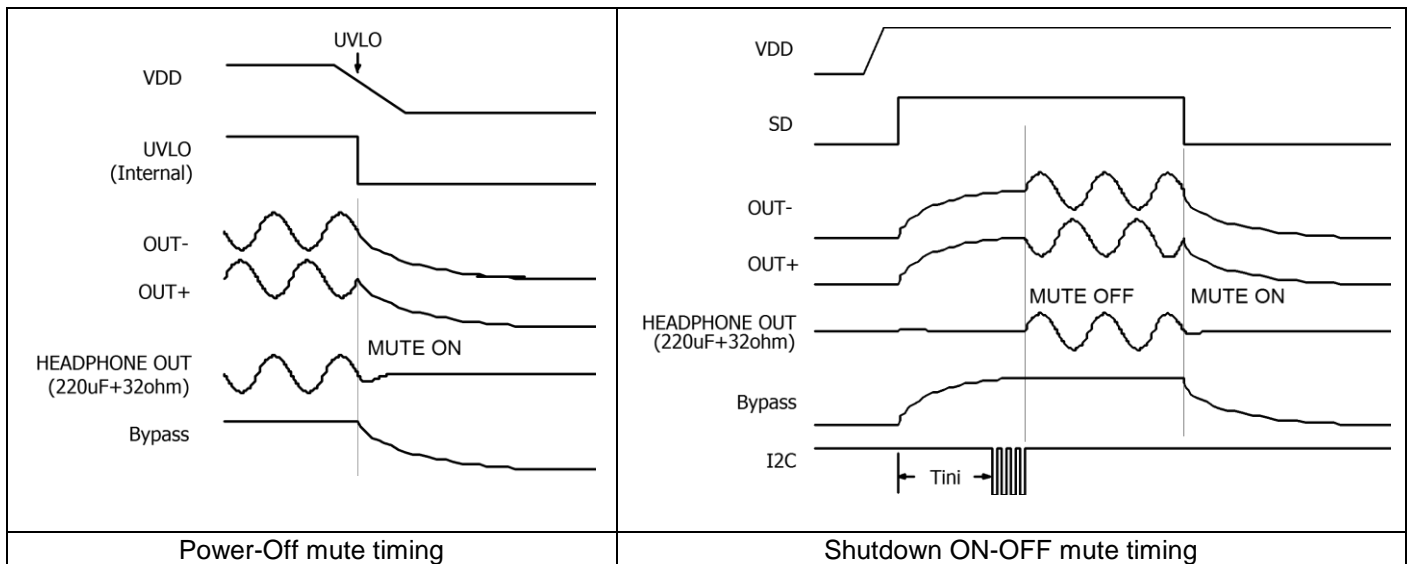 UVLO
VDD
UVLO
(Internal)
OUT-
OUT+
MUTE ON
HEADPHONE OUT
(220uF+32ohm)
Bypass
Power-Off mute timing
VDD
SD
OUT-
OUT+
MUTE OFF
MUTE ON
HEADPHONE OUT
(220uF+32ohm)
Bypass
I2C
Tini
Shutdown ON-OFF mute timing